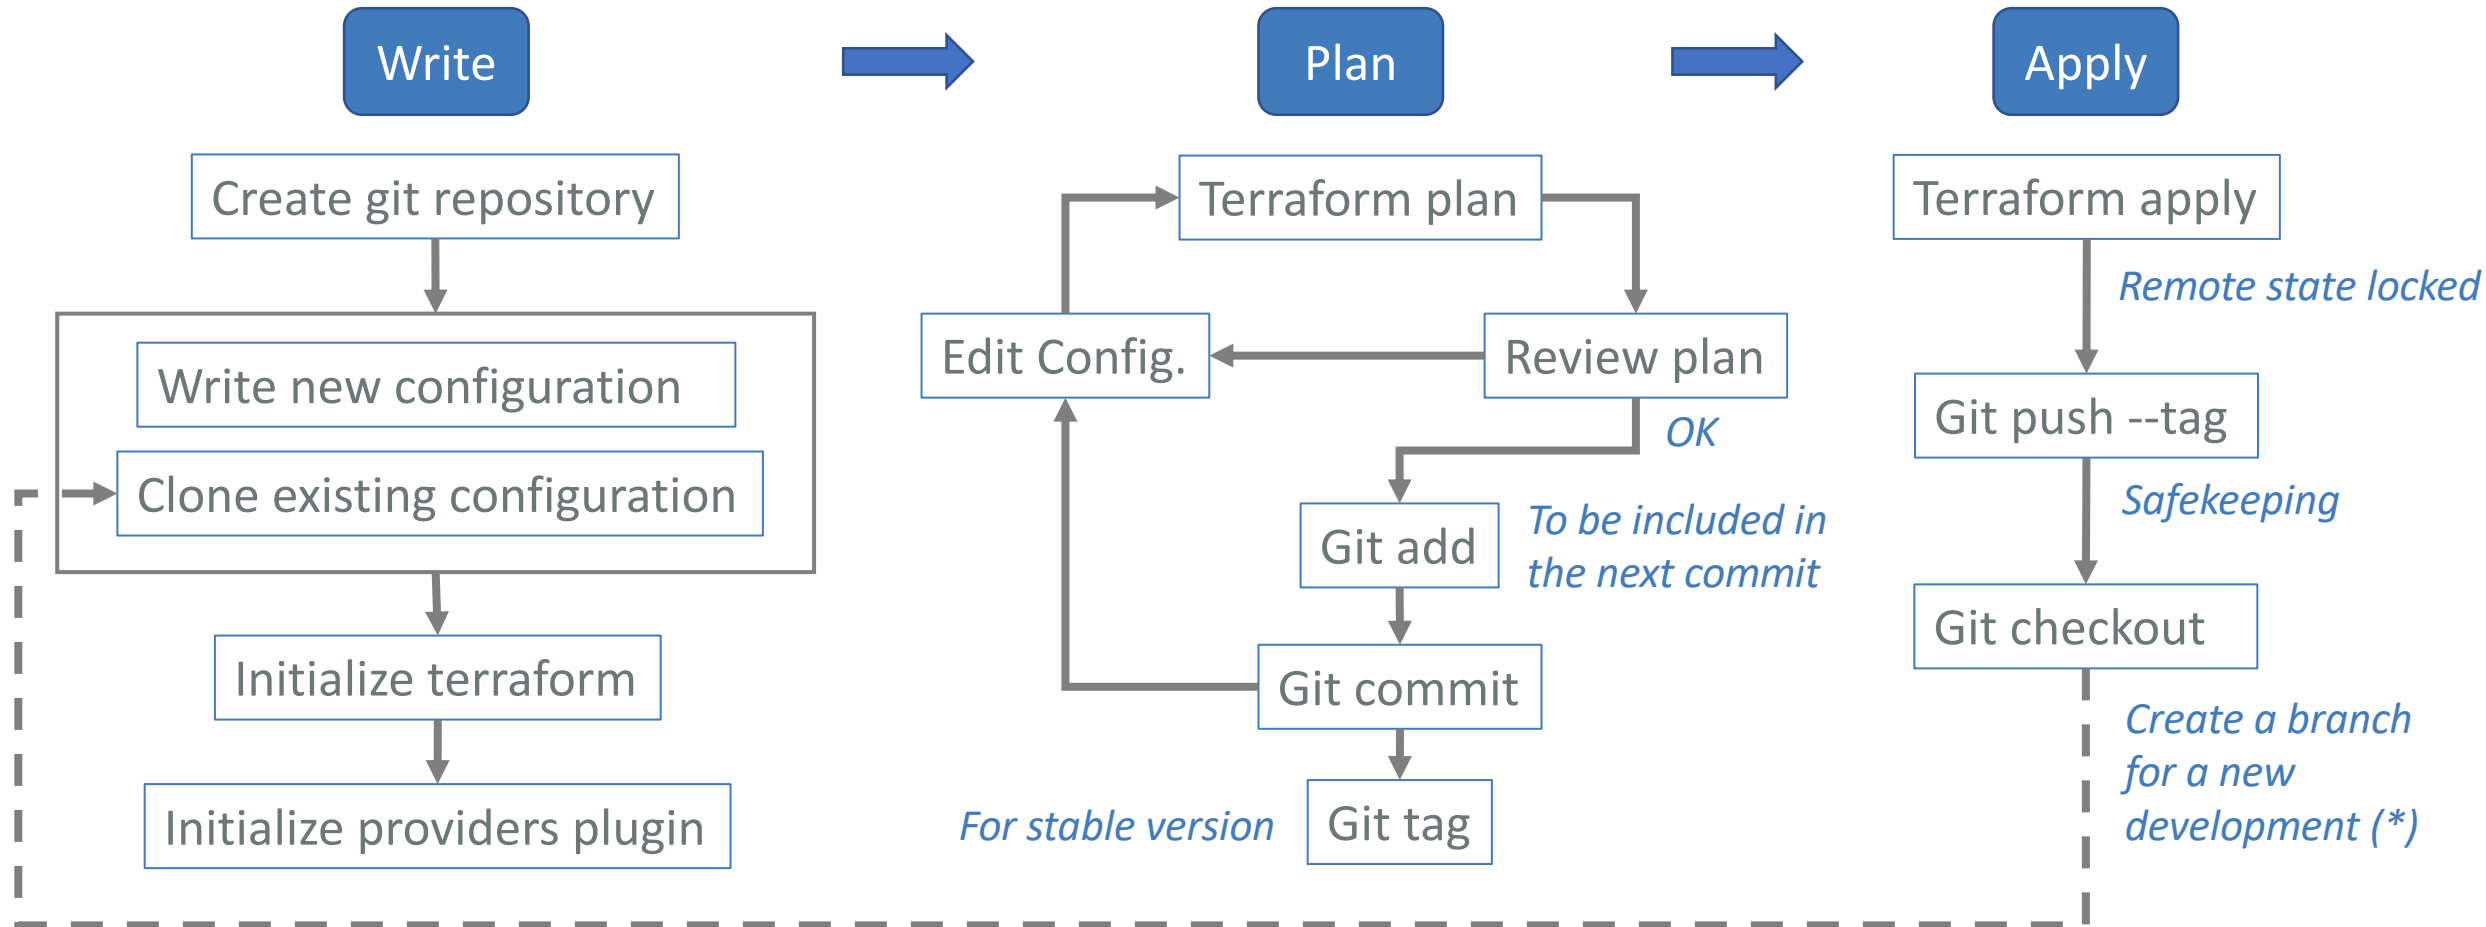 Write
Plan
Apply
Create git repository
Write new configuration
Clone existing configuration
Initialize terraform
Initialize providers plugin
Terraform plan
Edit Config.
Review plan
OK
Git add
To be included in
the next commit
Git commit
For stable version
Git tag
Terraform apply
Remote state locked
Git push --tag
Safekeeping
Git checkout
Create a branch
for a new
development (*)